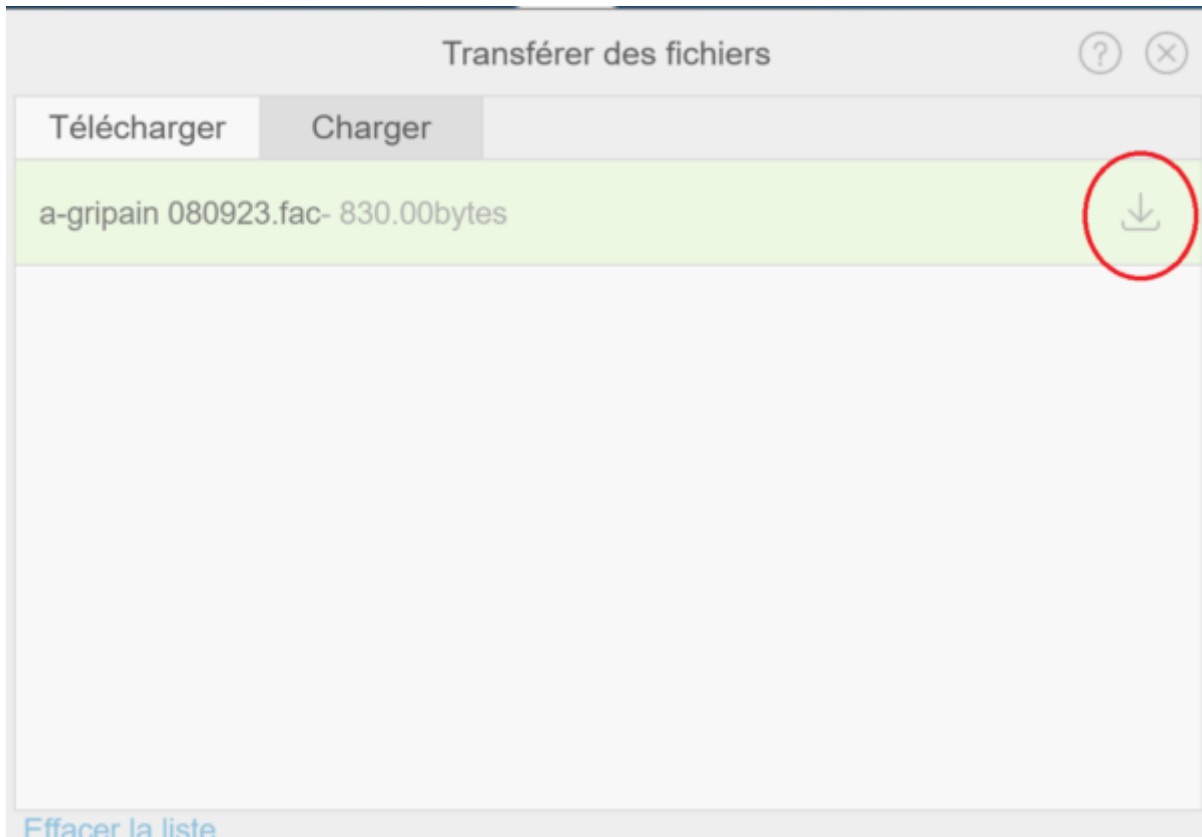 Transférer des fichiers
Télécharger Charger
a-gripain 080923.fac- 830.00bytes
Effacer la liste